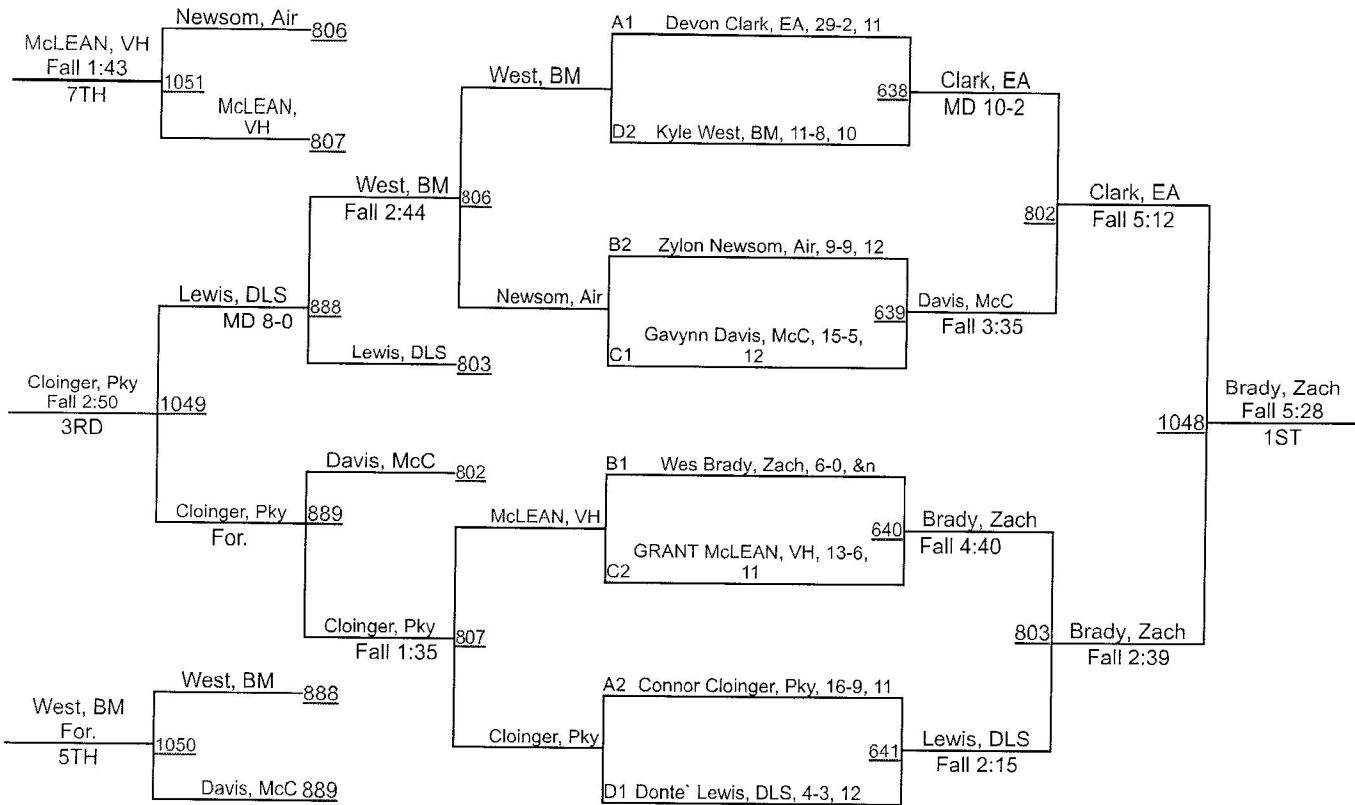 Newsom, Air
806
McLEAN, VH
Fall 1:43
7TH
1051
McLEAN,
VH
807
West, BM
A1 Devon Clark, EA, 29-2, 11
638
D2 Kyle West, BM, 11-8, 10
Clark, EA
MD 10-2
West, BM
Fall 2:44
806
802
Clark, EA
Fall 5:12
B2 Zylon Newsom, Air, 9-9, 12
Newsom, Air
639
Gavynn Davis, McC, 15-5,
12
C1
Davis, McC
Fall 3:35
Lewis, DLS
MD 8-0
888
Lewis, DLS
803
Cloinger, Pky
Fall 2:50
3RD
1049
1048
Brady, Zach
Fall 5:28
1ST
Davis, McC
802
Cloinger, Pky
For.
889
McLEAN, VH
B1 Wes Brady, Zach, 6-0, &n
640
GRANT McLEAN, VH, 13-6,
11
C2
Brady, Zach
Fall 4:40
Cloinger, Pky
Fall 1:35
807
803
Brady, Zach
Fall 2:39
West, BM
888
West, BM
For.
5TH
1050
Davis, McC 889
Cloinger, Pky
A2 Connor Cloinger, Pky, 16-9, 11
641
D1 Donte` Lewis, DLS, 4-3, 12
Lewis, DLS
Fall 2:15